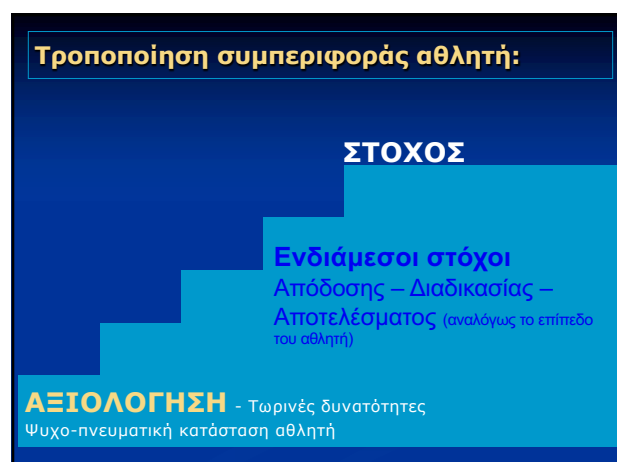 Τροποποίηση συμπεριφοράς αθλητή:
ΣΤΟΧΟΣ
Ενδιάμεσοι στόχοι
Απόδοσης – Διαδικασίας –
Αποτελέσματος (αναλόγως το επίπεδο
του αθλητή)
ΑΞΙΟΛΟΓΗΣΗ - Τωρινές δυνατότητες
Ψυχο-πνευματική κατάσταση αθλητή